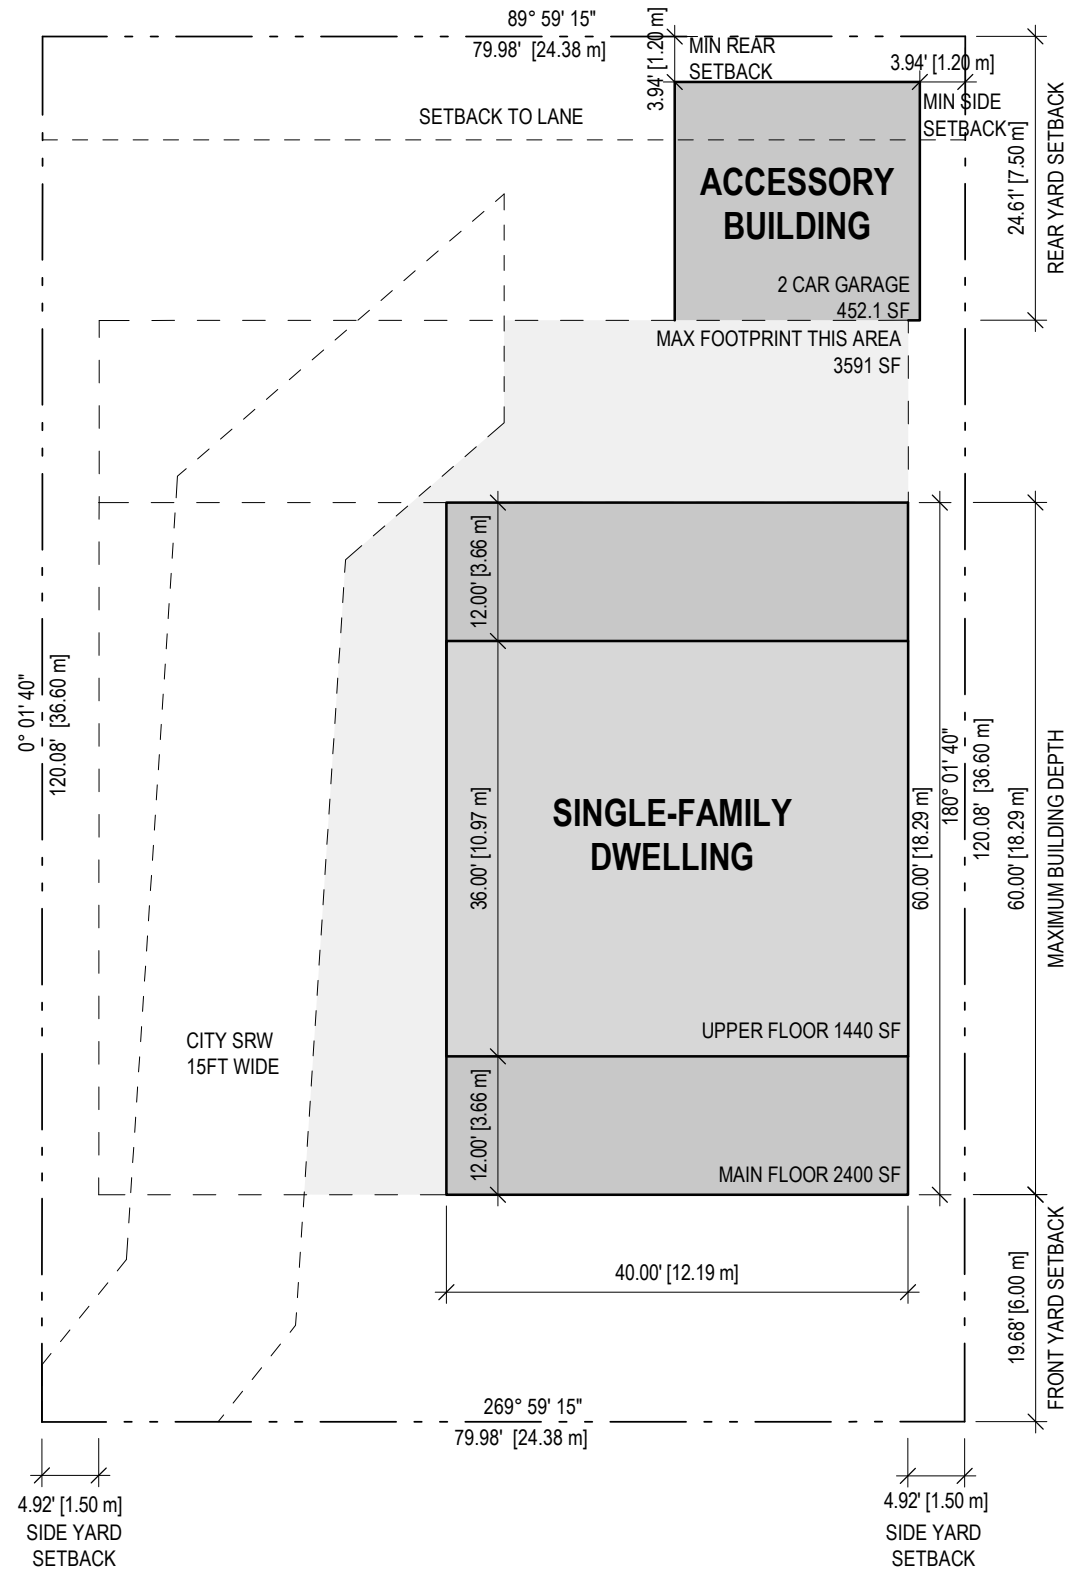 89° 59' 15"
79.98' [24.38 m]
3.94' [1.20 m]
MIN REAR
SETBACK
3.94' [1.20 m]
MIN SIDE
SETBACK
SETBACK TO LANE
24.61' [7.50 m]
REAR YARD SETBACK
ACCESSORY
BUILDING
2 CAR GARAGE
452.1 SF
MAX FOOTPRINT THIS AREA
3591 SF
12.00' [3.66 m]
0° 01' 40"
120.08' [36.60 m]
36.00' [10.97 m]
SINGLE-FAMILY
DWELLING
60.00' [18.29 m]
180° 01' 40"
120.08' [36.60 m]
60.00' [18.29 m]
MAXIMUM BUILDING DEPTH
UPPER FLOOR 1440 SF
CITY SRW
15FT WIDE
12.00' [3.66 m]
MAIN FLOOR 2400 SF
40.00' [12.19 m]
19.68' [6.00 m]
FRONT YARD SETBACK
269° 59' 15"
79.98' [24.38 m]
4.92' [1.50 m]
SIDE YARD
SETBACK
4.92' [1.50 m]
SIDE YARD
SETBACK